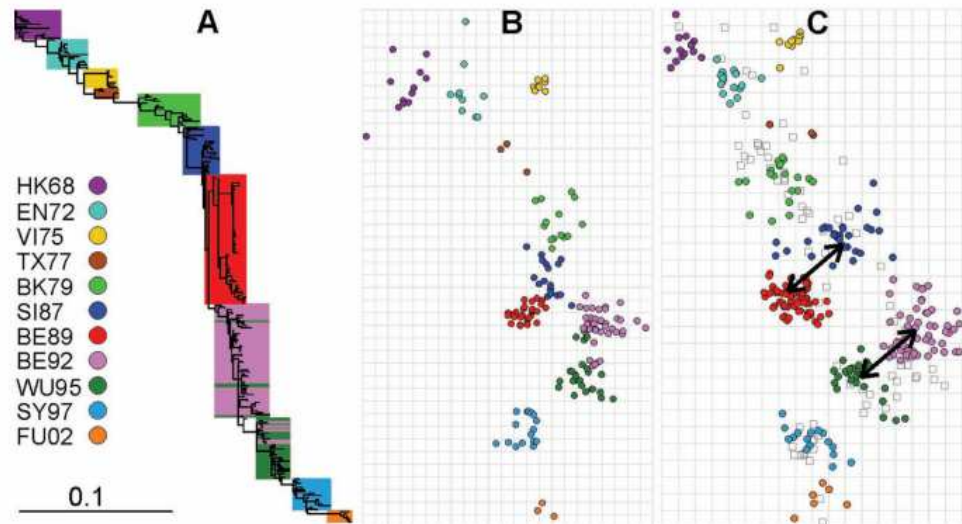 A
B
C
HK68
EN72
VI75
TX77
BK79
SI87
BE89
BE92
WU95
SY97
FU02
0.1